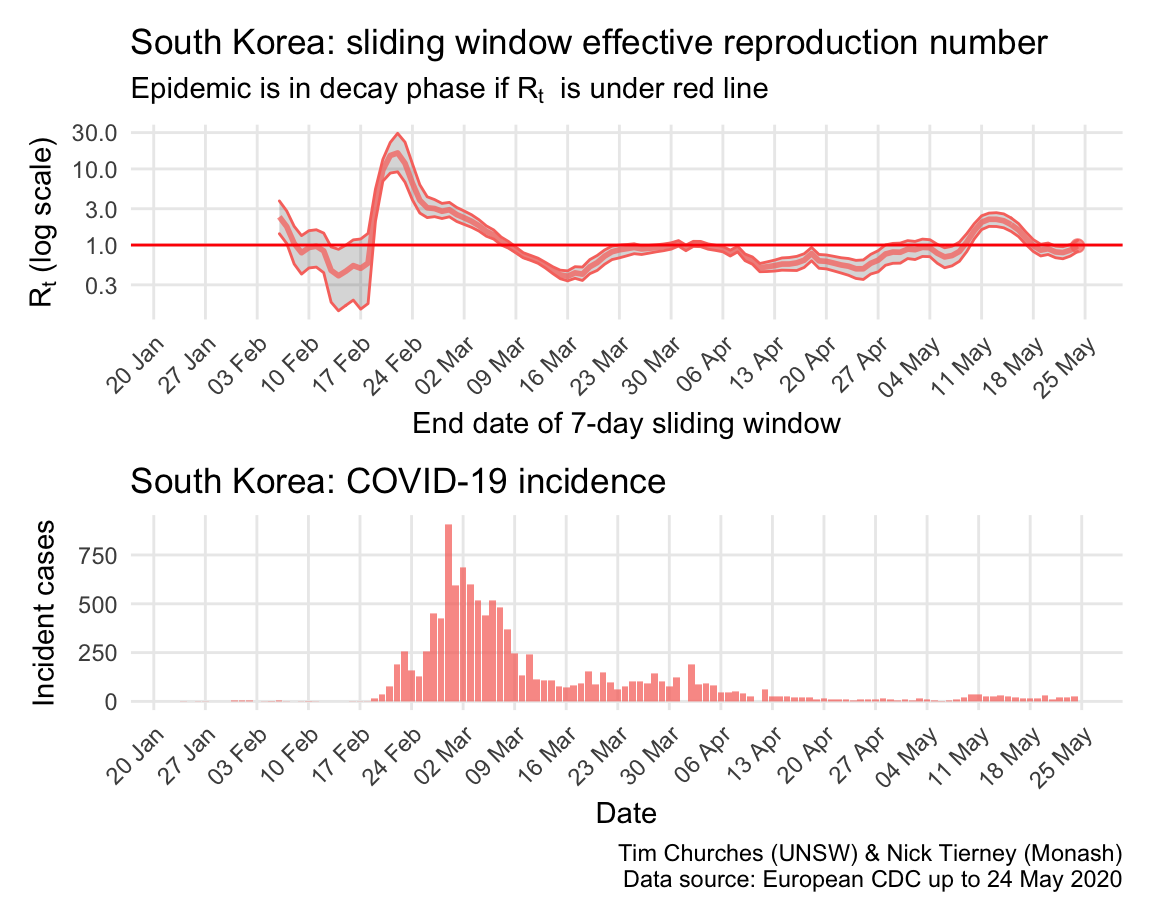 South Korea: sliding window effective reproduction number
Epidemic is in decay phase if Rt is under red line
Rt (log scale)
30.0
10.0
3.0
1.0
0.3
20 Jan
27 Jan
03 Feb
10 Feb
17 Feb
24 Feb
02 Mar
09 Mar
16 Mar
23 Mar
30 Mar
06 Apr
13 Apr
20 Apr
27 Apr
04 May
11 May
18 May
25 May
End date of 7-day sliding window
South Korea: COVID-19 incidence
Incident cases
750
500
250
0
20 Jan
27 Jan
03 Feb
10 Feb
17 Feb
24 Feb
02 Mar
09 Mar
16 Mar
23 Mar
30 Mar
06 Apr
13 Apr
20 Apr
27 Apr
04 May
11 May
18 May
25 May
Date
Tim Churches (UNSW) & Nick Tierney (Monash)
Data source: European CDC up to 24 May 2020